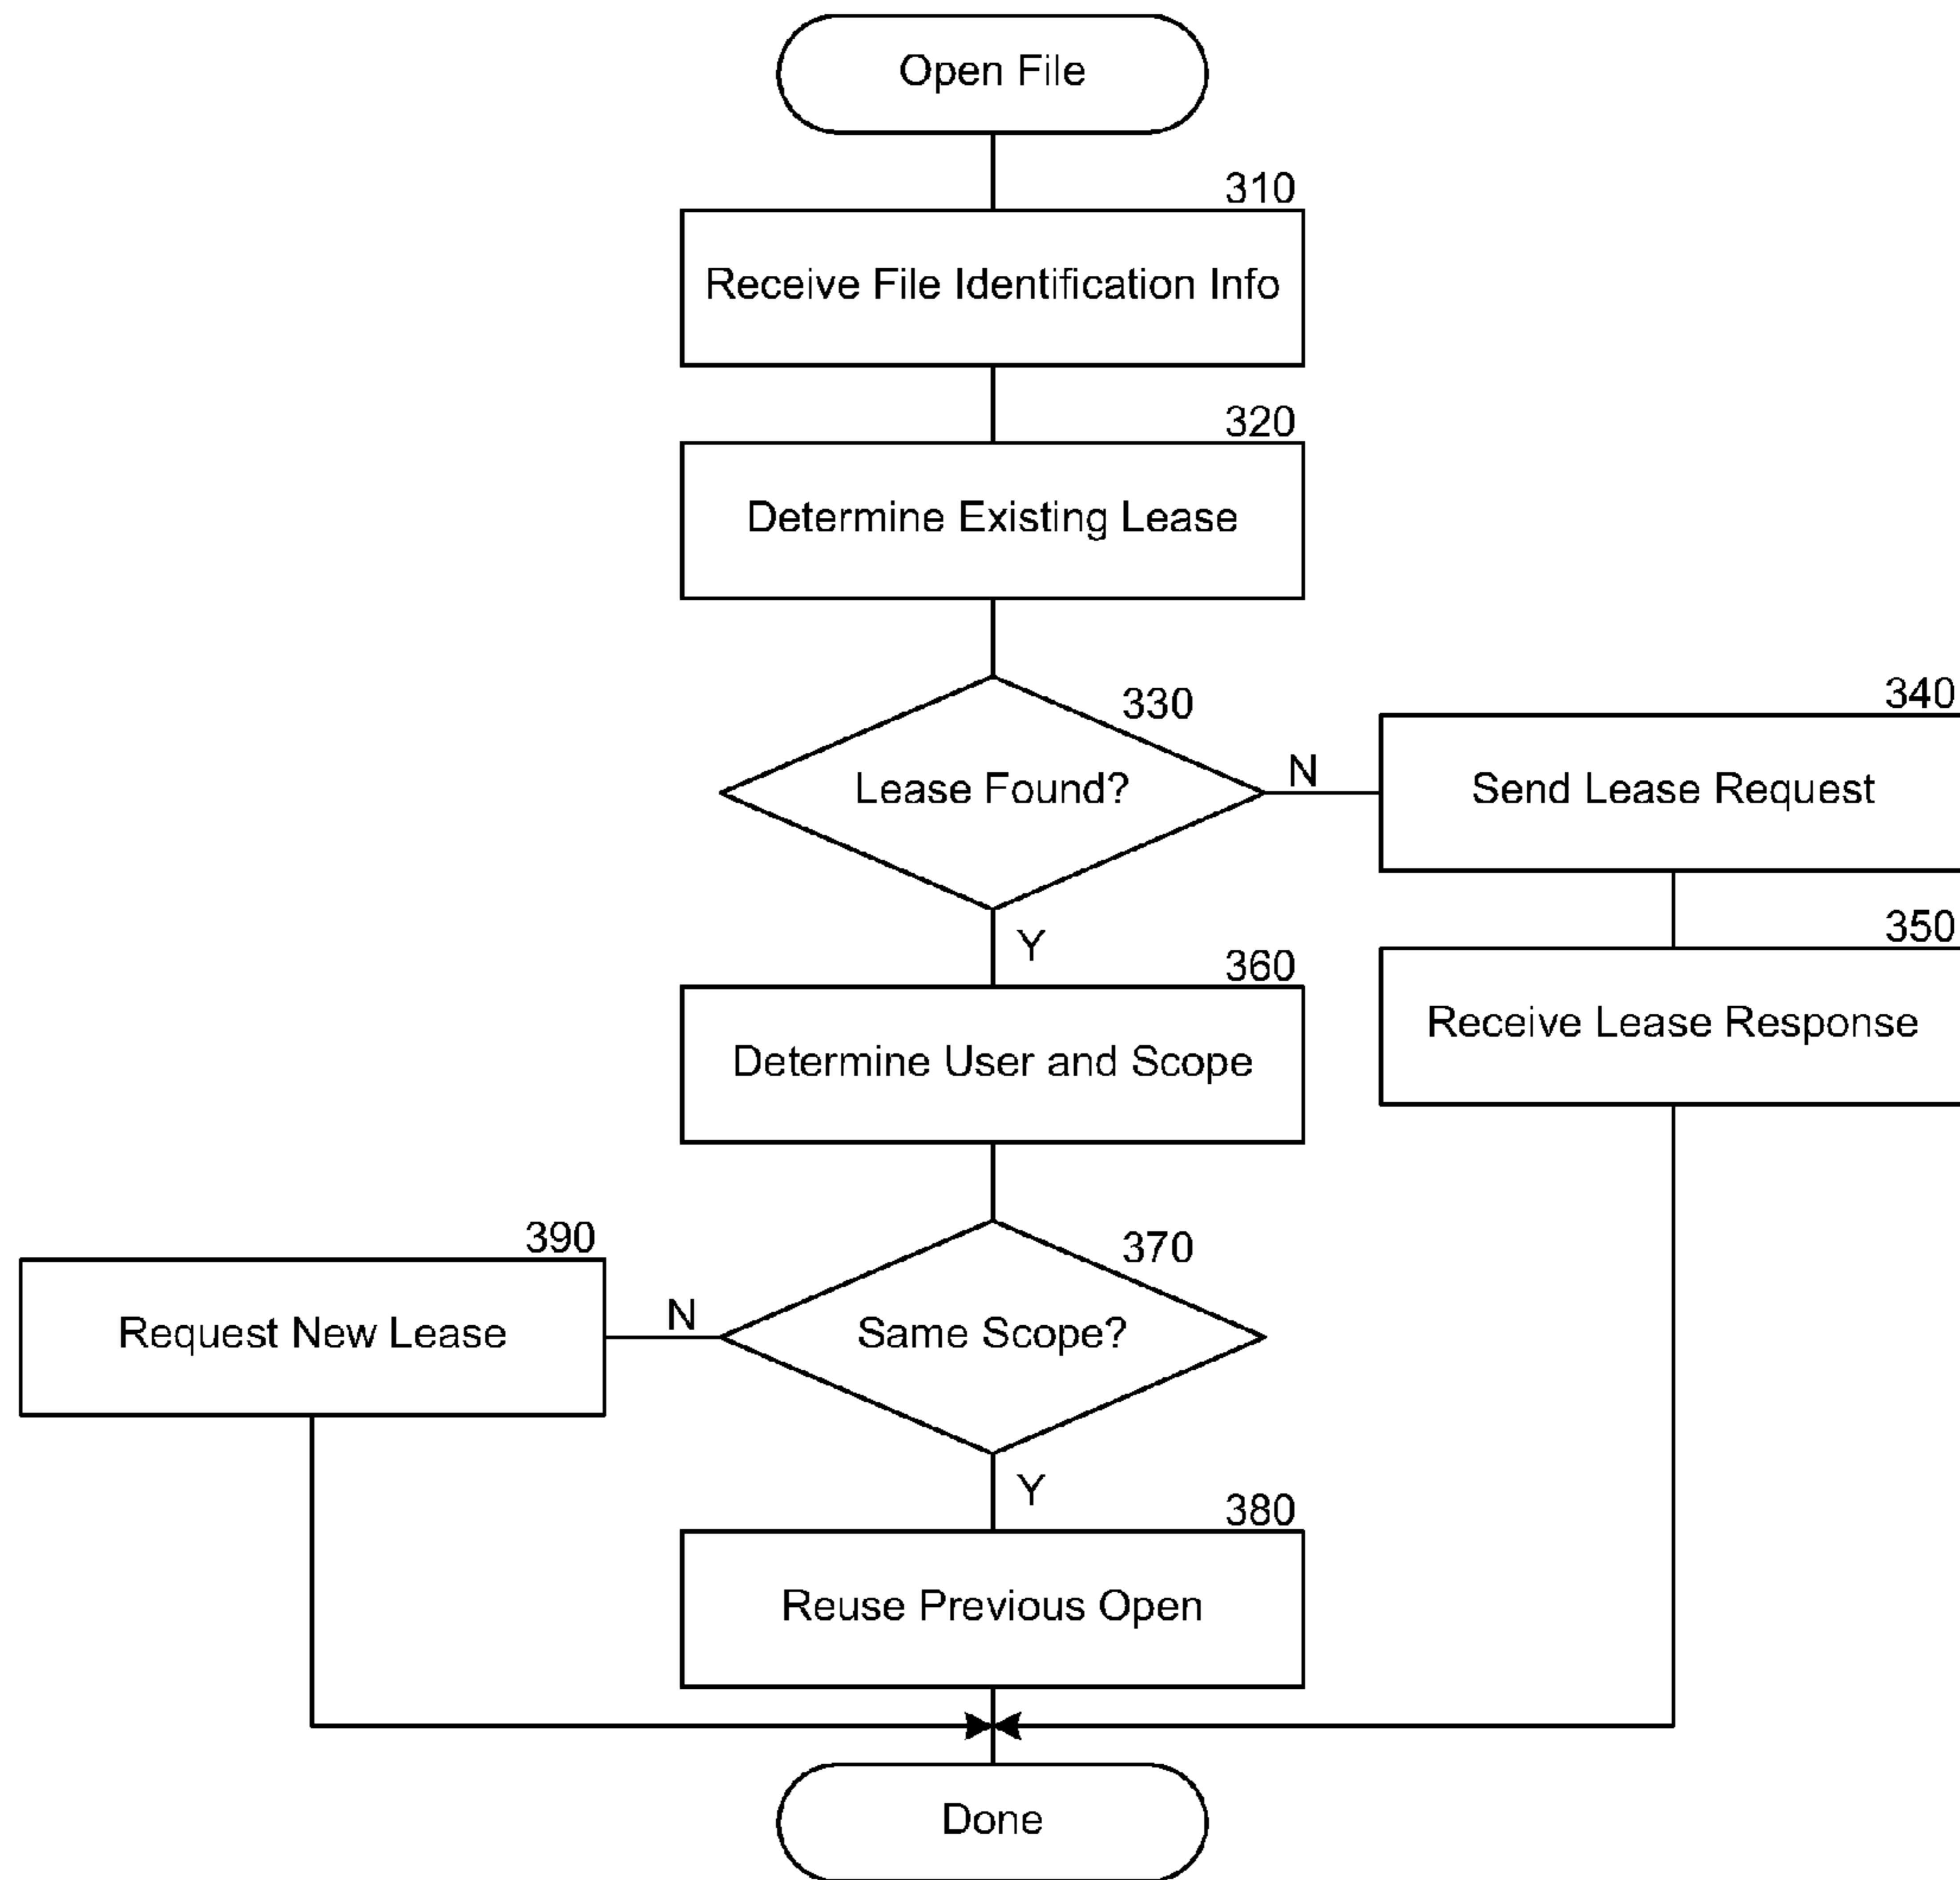 Open File
310
Receive File Identification Info
320
Determine Existing Lease
330
Lease Found?
N
340
Send Lease Request
350
Receive Lease Response
Y
360
Determine User and Scope
370
Same Scope?
N
390
Request New Lease
Y
380
Reuse Previous Open
Done